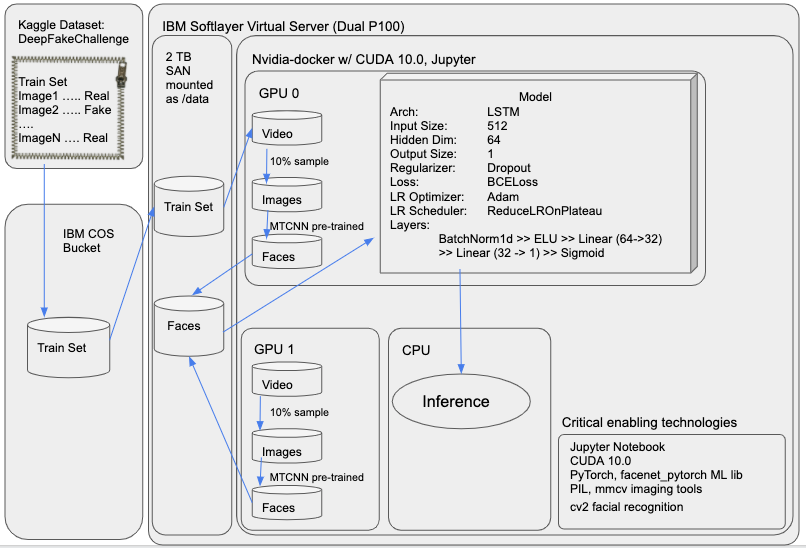 Kaggle Dataset:
DeepFakeChallenge
Train Set
Image1 ….. Real
Image2 ….. Fake
….
ImageN …. Real
IBM COS
Bucket
Train Set
IBM Softlayer Virtual Server (Dual P100)
2 TB
SAN
mounted
as /data
Train Set
Faces
Nvidia-docker w/ CUDA 10.0, Jupyter
GPU 0
Video
10% sample
Images
MTCNN pre-trained
Faces
Model
Arch: LSTM
Input Size: 512
Hidden Dim: 64
Output Size: 1
Regularizer: Dropout
Loss: BCELoss
LR Optimizer: Adam
LR Scheduler: ReduceLROnPlateau
Layers:
BatchNorm1d >> ELU >> Linear (64->32)
>> Linear (32 -> 1) >> Sigmoid
GPU 1
Video
10% sample
Images
MTCNN pre-trained
Faces
CPU
Inference
Critical enabling technologies
Jupyter Notebook
CUDA 10.0
PyTorch, facenet_pytorch ML lib
PIL, mmcv imaging tools
cv2 facial recognition